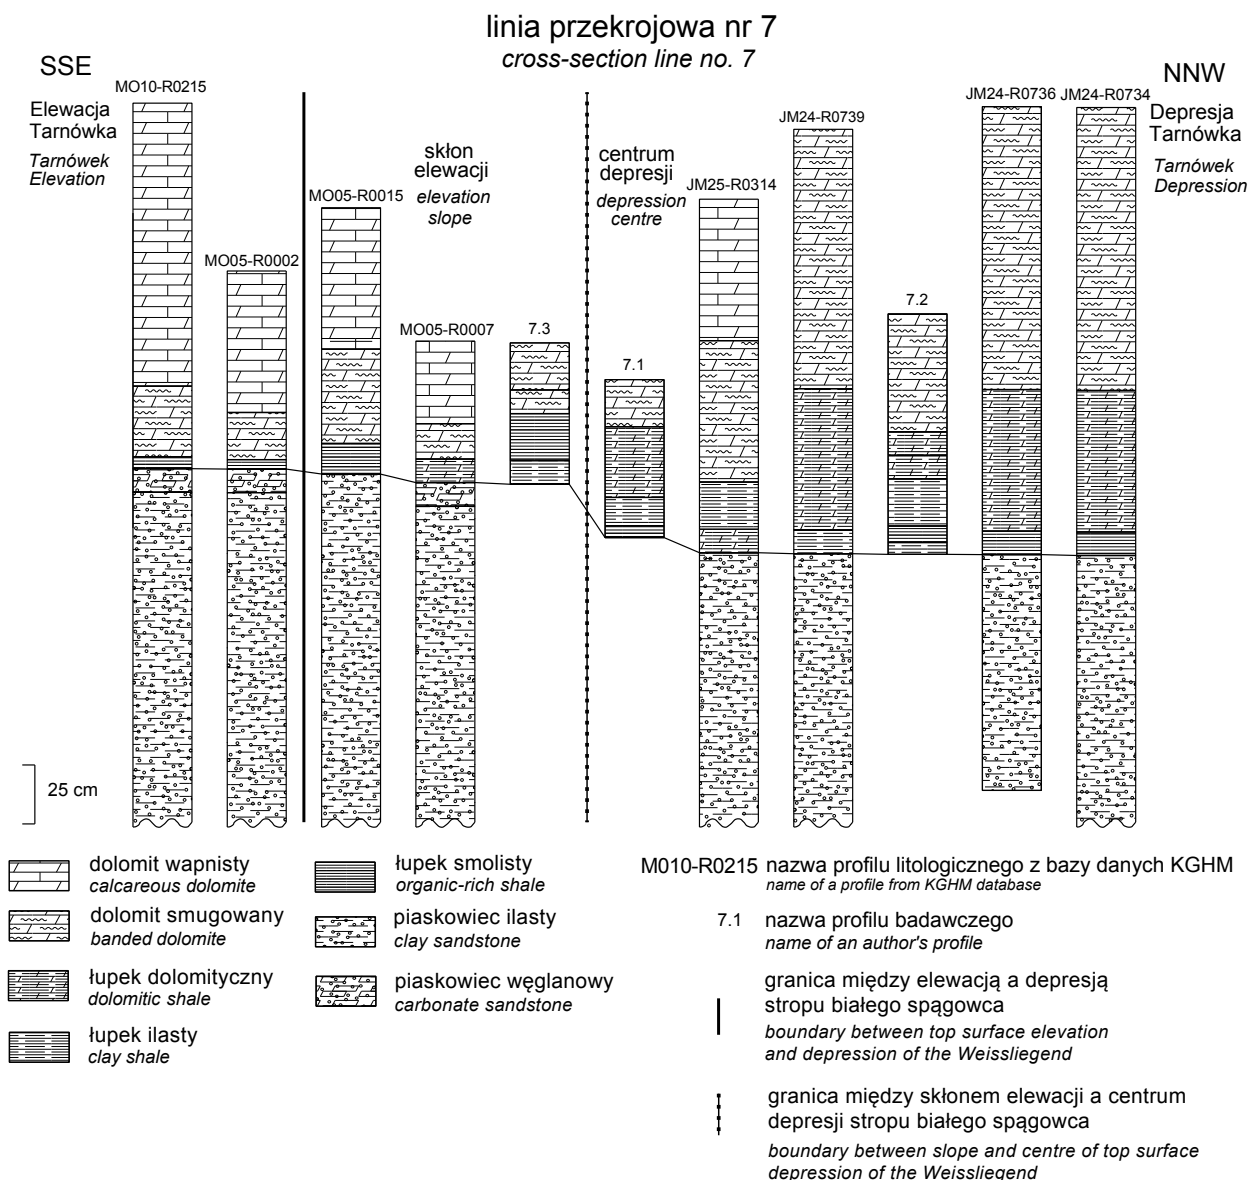 linia przekrojowa nr 7
cross-section line no. 7
SSE
NNW
MO10-R0215
JM24-R0736
JM24-R0734
Elewacja
Tarnówka
Tarnówek
Elevation
JM24-R0739
Depresja
Tarnówka
Tarnówek
Depression
skłon
elewacji
elevation
slope
centrum
depresji
depression
centre
JM25-R0314
MO05-R0015
MO05-R0002
MO05-R0007
7.3
7.1
7.2
25 cm
dolomit wapnisty
calcareous dolomite
dolomit smugowany
banded dolomite
łupek dolomityczny
dolomitic shale
łupek ilasty
clay shale
łupek smolisty
organic-rich shale
piaskowiec ilasty
clay sandstone
piaskowiec węglanowy
carbonate sandstone
M010-R0215 nazwa profilu litologicznego z bazy danych KGHM
name of a profile from KGHM database
7.1 nazwa profilu badawczego
name of an author's profile
granica między elewacją a depresją
stropu białego spągowca
boundary between top surface elevation
and depression of the Weissliegend
granica między skłonem elewacji a centrum
depresji stropu białego spągowca
boundary between slope and centre of top surface
depression of the Weissliegend